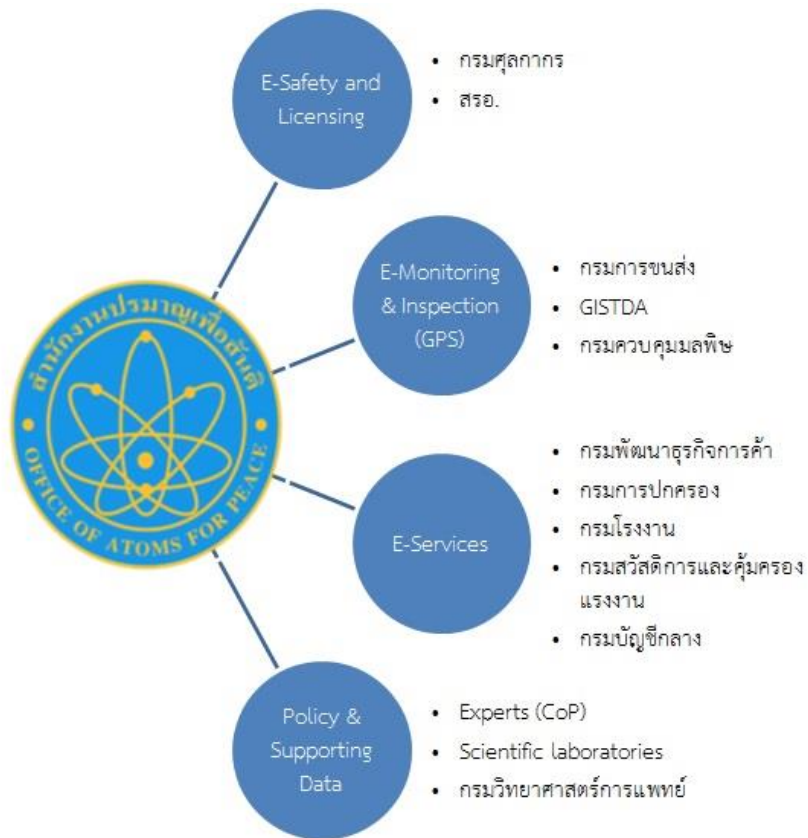 E-Safety and
Licensing
• กรมศุลกากร
• สรอ.
E-Monitoring
& Inspection
(GPS)
• กรมการขนส่ง
• GISTDA
• กรมควบคุมมลพิษ
สำนักงานปรมาณูเพื่อสันติ
OFFICE OF ATOMS FOR PEACE
E-Services
• กรมพัฒนาธุรกิจการค้า
• กรมการปกครอง
• กรมโรงงาน
• กรมสวัสดิการและคุ้มครอง
แรงงาน
• กรมบัญชีกลาง
Policy &
Supporting
Data
• Experts (CoP)
• Scientific laboratories
• กรมวิทยาศาสตร์การแพทย์